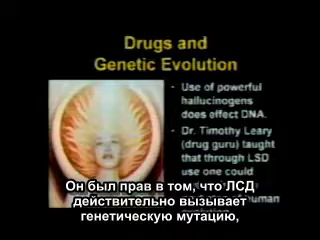 Drugs and
Genetic Evolution
- Use of powerful
hallucinogens
does effect DNA.
- Dr. Timothy Leary
(drug guru) taught
that through LSD
use one could
Он был прав в том, что ЛСД
действительно вызывает
генетическую мутацию,